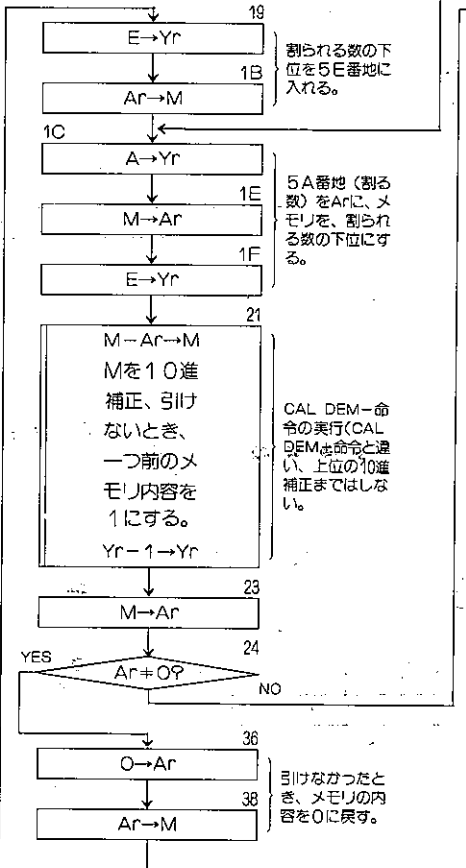 19
E→Yr
割られる数の下
位を5E番地に
入れる。
1B
Ar→M
1C
A→Yr
5A番地（割る
数）をArに、メ
モリを、割られ
る数の下位にす
る。
1E
M→Ar
1F
E→Yr
21
M−Ar→M
Mを10進
補正、引け
ないとき、
一つ前のメ
モリ内容を
1にする。
Yr−1→Yr
CAL DEM−命
令の実行(CAL
DEM±命令と違
い、上位の10進
補正まではしな
い。
23
M→Ar
24
YES
Ar≠0?
NO
36
0→Ar
引けなかったと
き、メモリの内
容を0に戻す。
38
Ar→M